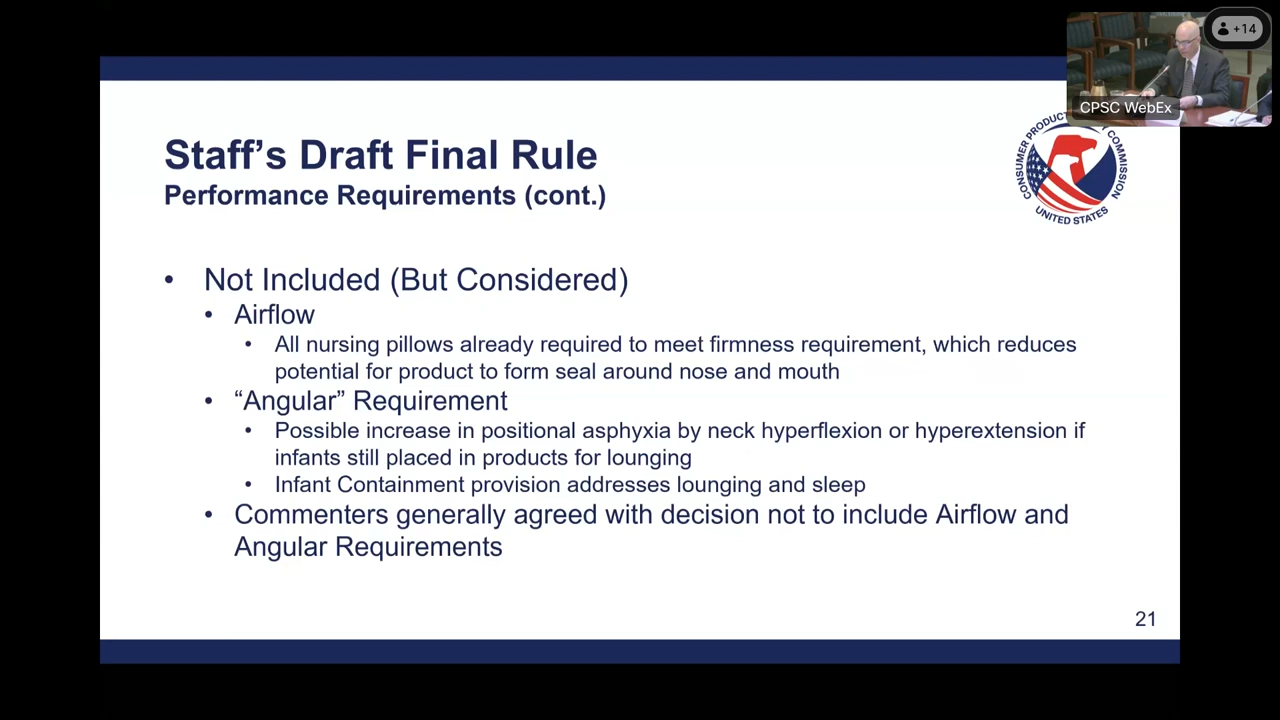 +14
CPSC WebEx
CONSUMER PRODUCT SAFETY COMMISSION
UNITED STATES
Staff’s Draft Final Rule
Performance Requirements (cont.)
• Not Included (But Considered)
• Airflow
• All nursing pillows already required to meet firmness requirement, which reduces
potential for product to form seal around nose and mouth
• “Angular” Requirement
• Possible increase in positional asphyxia by neck hyperflexion or hyperextension if
infants still placed in products for lounging
• Infant Containment provision addresses lounging and sleep
• Commenters generally agreed with decision not to include Airflow and
Angular Requirements
21